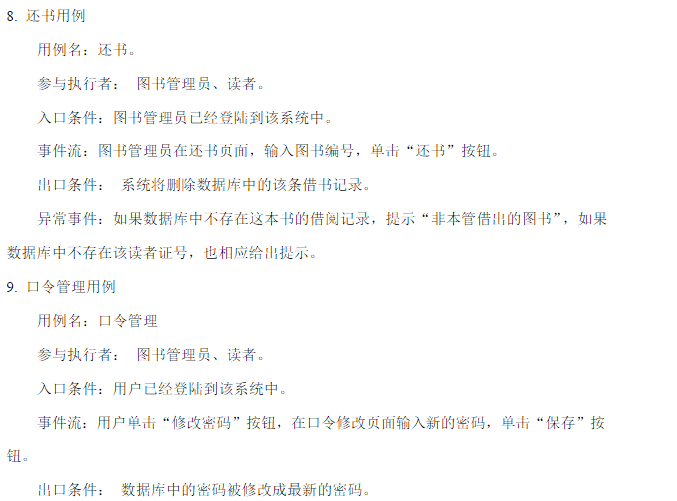 8. 还书用例
用例名：还书。
参与执行者： 图书管理员、读者。
入口条件：图书管理员已经登陆到该系统中。
事件流：图书管理员在还书页面，输入图书编号，单击“还书”按钮。
出口条件： 系统将删除数据库中的该条借书记录。
异常事件：如果数据库中不存在这本书的借阅记录，提示“非本管借出的图书”，如果
数据库中不存在该读者证号，也相应给出提示。
9. 口令管理用例
用例名：口令管理
参与执行者： 图书管理员、读者。
入口条件：用户已经登陆到该系统中。
事件流：用户单击“修改密码”按钮，在口令修改页面输入新的密码，单击“保存”按
钮。
出口条件： 数据库中的密码被修改成最新的密码。